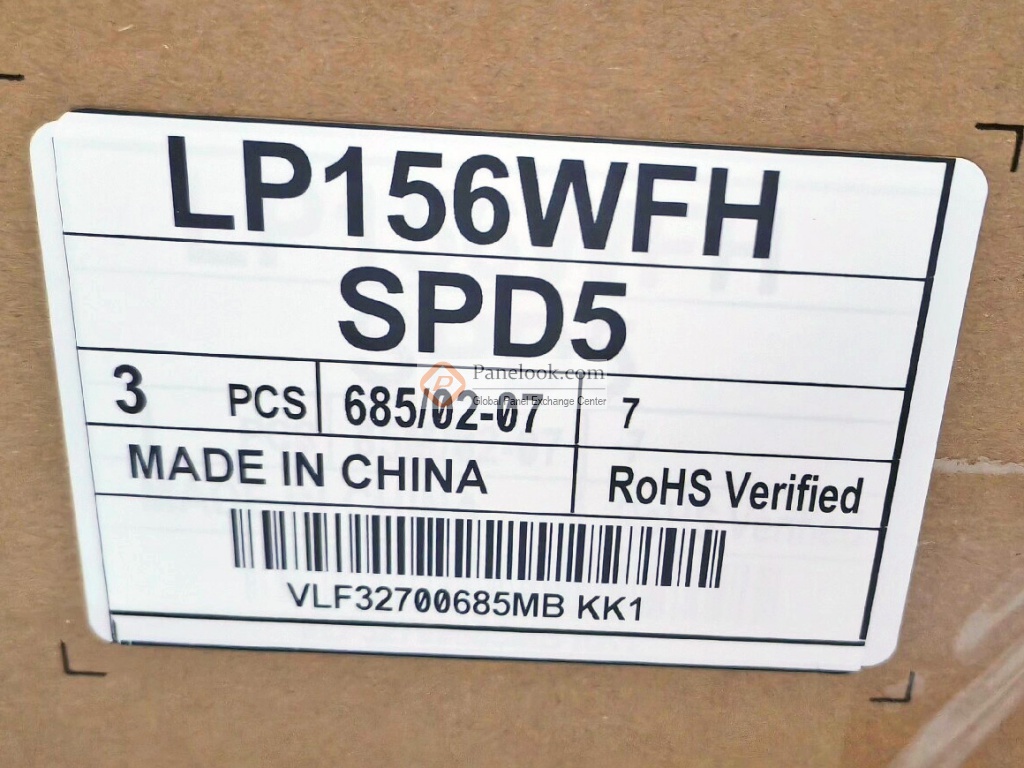 LP156WFH
SPD5
3 PCS 685/02-07 7
Panelook.com
Global Panel Exchange Center
MADE IN CHINA RoHS Verified
VLF32700685MB KK1